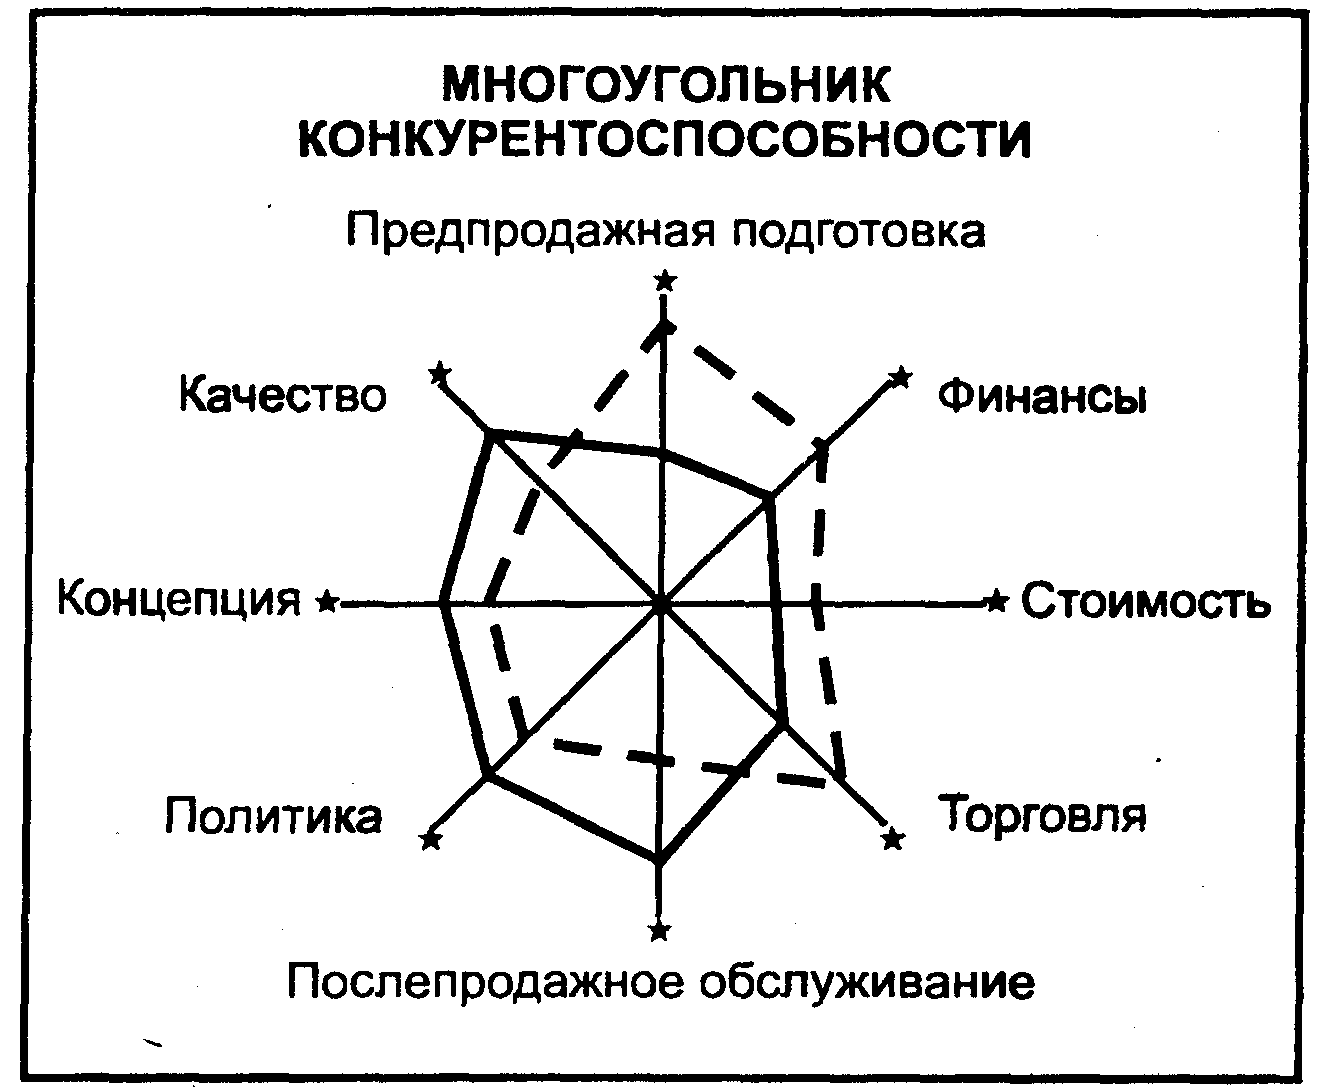 МНОГОУГОЛЬНИК
КОНКУРЕНТОСПОСОБНОСТИ
Предпродажная подготовка
Качество
Финансы
Концепция
Стоимость
Политика
Торговля
Послепродажное обслуживание